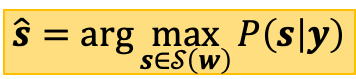 ŝ = arg max P(s|y)
s∈𝒮(w)